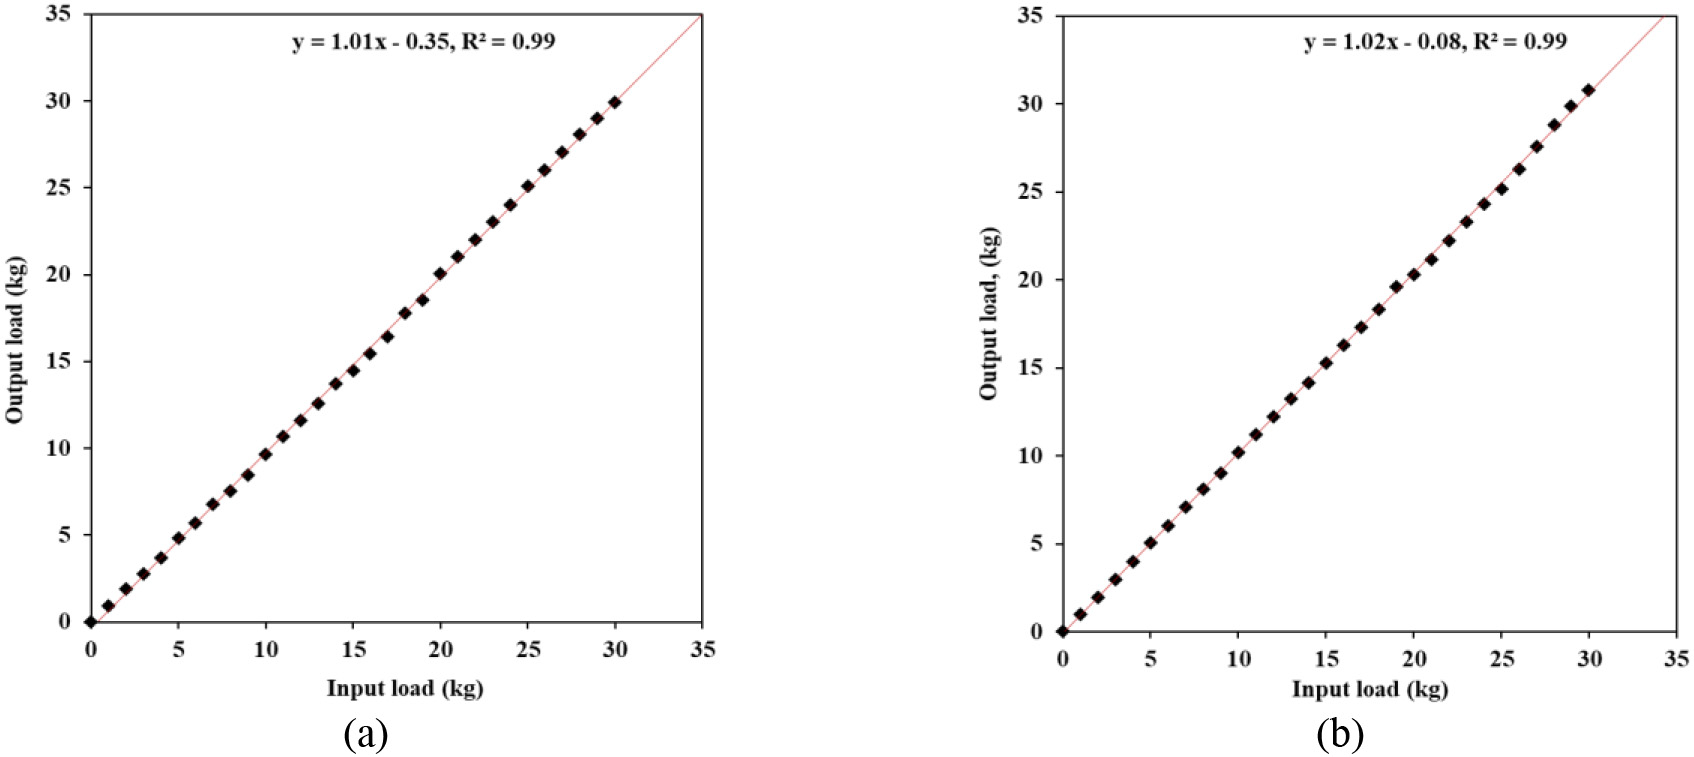 35
30
25
20
15
10
5
0
Output load (kg)
y = 1.01x - 0.35, R² = 0.99
0 5 10 15 20 25 30 35
Input load (kg)
(a)
35
30
25
20
15
10
5
0
Output load, (kg)
y = 1.02x - 0.08, R² = 0.99
0 5 10 15 20 25 30 35
Input load (kg)
(b)